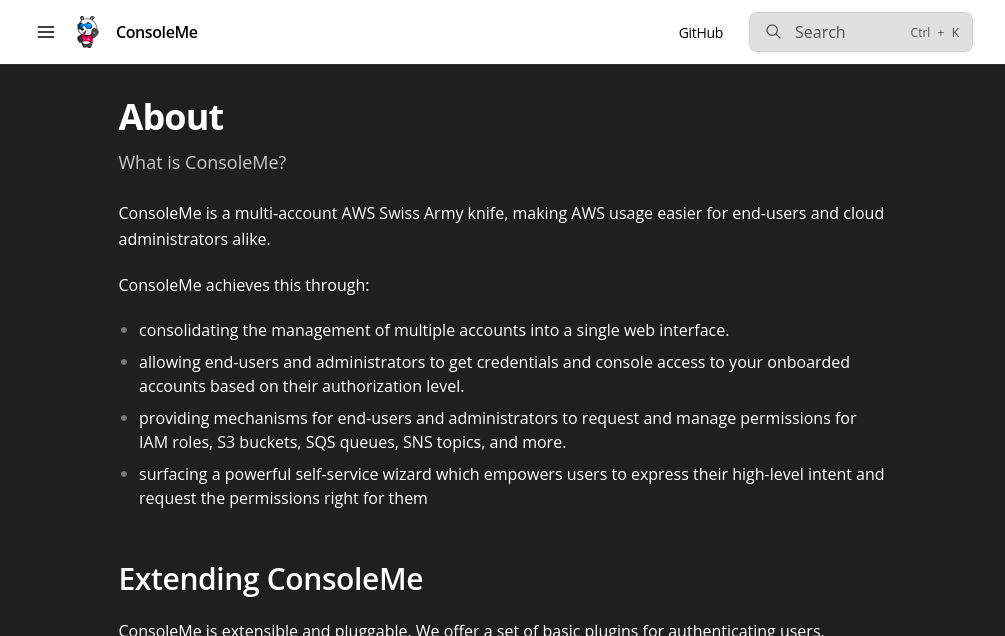 ConsoleMe
GitHub
Search
Ctrl + K
About
What is ConsoleMe?
ConsoleMe is a multi-account AWS Swiss Army knife, making AWS usage easier for end-users and cloud
administrators alike.
ConsoleMe achieves this through:
consolidating the management of multiple accounts into a single web interface.
allowing end-users and administrators to get credentials and console access to your onboarded
accounts based on their authorization level.
providing mechanisms for end-users and administrators to request and manage permissions for
IAM roles, S3 buckets, SQS queues, SNS topics, and more.
surfacing a powerful self-service wizard which empowers users to express their high-level intent and
request the permissions right for them
Extending ConsoleMe
ConsoleMe is extensible and pluggable. We offer a set of basic plugins for authenticating users,